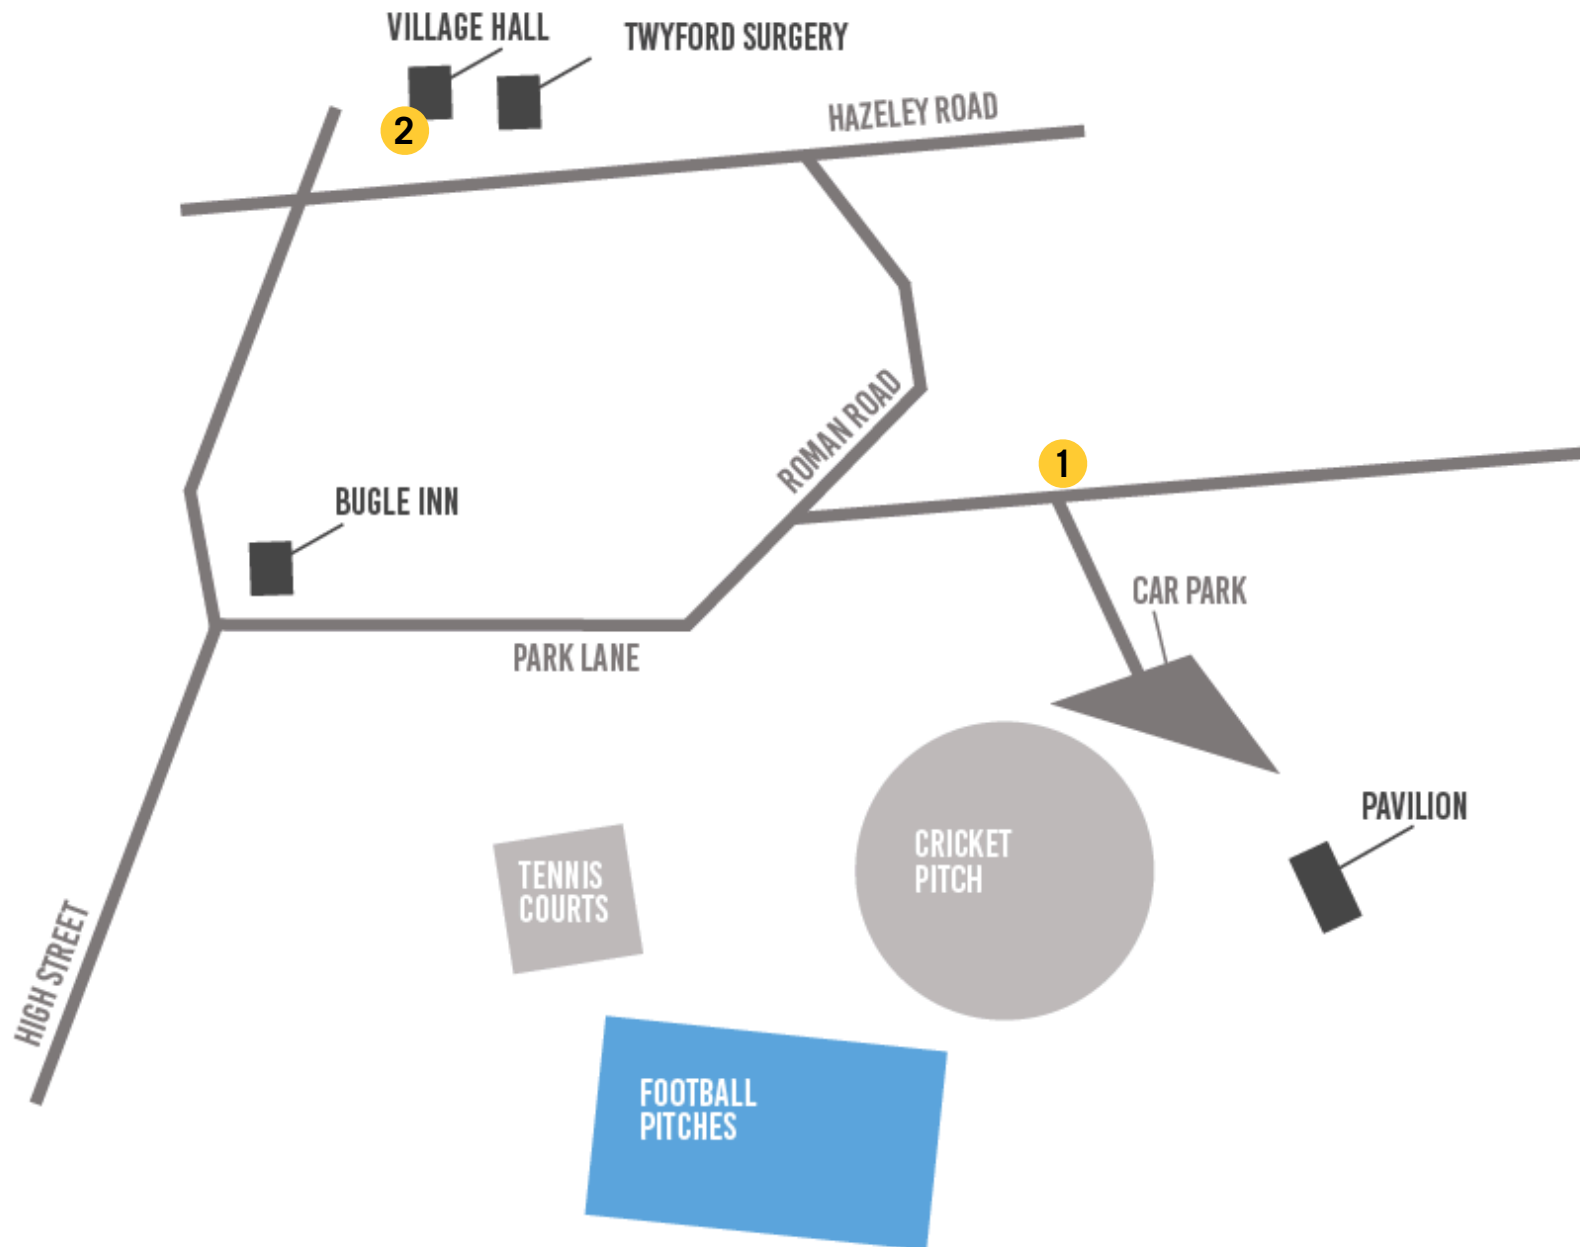 VILLAGE HALL
TWYFORD SURGERY
2
HAZELEY ROAD
ROMAN ROAD
1
BUGLE INN
CAR PARK
PARK LANE
PAVILION
CRICKET
PITCH
TENNIS
COURTS
HIGH STREET
FOOTBALL
PITCHES